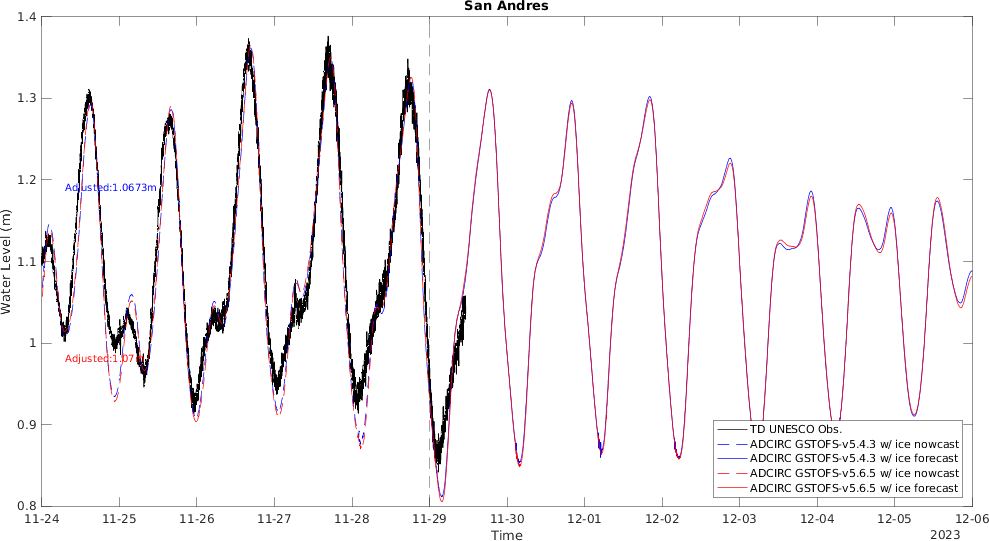 San Andres
1.4
1.3
1.2
1.1
1
0.9
0.8
Water Level (m)
Adjusted:1.0673m
Adjusted:1.07
TD UNESCO Obs.
ADCIRC GSTOFS-v5.4.3 w/ ice nowcast
ADCIRC GSTOFS-v5.4.3 w/ ice forecast
ADCIRC GSTOFS-v5.6.5 w/ ice nowcast
ADCIRC GSTOFS-v5.6.5 w/ ice forecast
11-24 11-25 11-26 11-27 11-28 11-29 11-30 12-01 12-02 12-03 12-04 12-05 12-06
Time
2023